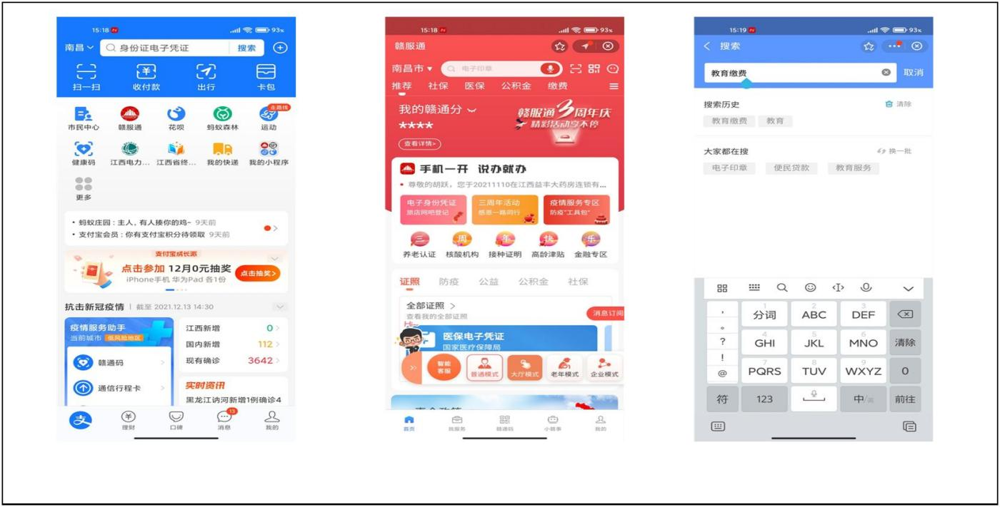 15:18
93%
南昌
身份证电子凭证
搜索
扫一扫
收付款
出行
卡包
走路线
市民中心
赣服通
花呗
蚂蚁森林
运动
健康码
江西电力...
江西省终...
我的快递
我的小程序
更多
· 蚂蚁庄园：主人，有人揍你的鸡~ 9天前
· 支付宝会员：你有支付宝积分待领取 9天前
支付宝成长派
点击参加 12月0元抽奖
iPhone手机 华为Pad 各1份
点击抽奖>
抗击新冠疫情 | 截至 2021.12.13 14:30
疫情服务助手
当前城市 低风险地区
赣通码
通信行程卡
江西新增 0
国内新增 112
现有确诊 3642
实时资讯
黑龙江讷河新增1例确诊4
支
理财
口碑
13
消息
我的
15:18
93%
赣服通
南昌市
电子印章
推荐
社保
医保
公积金
缴费
我的赣通分
****
查看详情>
赣服通3周年庆
精彩活动享不停
手机一开 说办就办
• 尊敬的胡跃，您于20211110在江西益丰大药房连锁有...
电子身份凭证
旅店网吧登记
三周年活动
感恩一路同行
疫情服务专区
防疫"工具包"
三
周
年
快
乐
养老认证
核酸机构
接种证明
高龄津贴
金融专区
证照
防疫
公益
公积金
社保
全部证照 >
查看我的全部证照
消息订阅
Hi~
医保电子凭证
国家医疗保障局
智能
客服
普通模式
大厅模式
老年模式
企业模式
首页
找服务
赣通码
小赣事
我的
15:19
93%
搜索
教育缴费
取消
搜索历史
清除
教育缴费
教育
大家都在搜
换一批
电子印章
便民贷款
教育服务
，
。
?
!
@
1
分词
2
ABC
3
DEF
4
GHI
5
JKL
6
MNO
清除
7
PQRS
8
TUV
9
WXYZ
0
符
123
中/英
前往